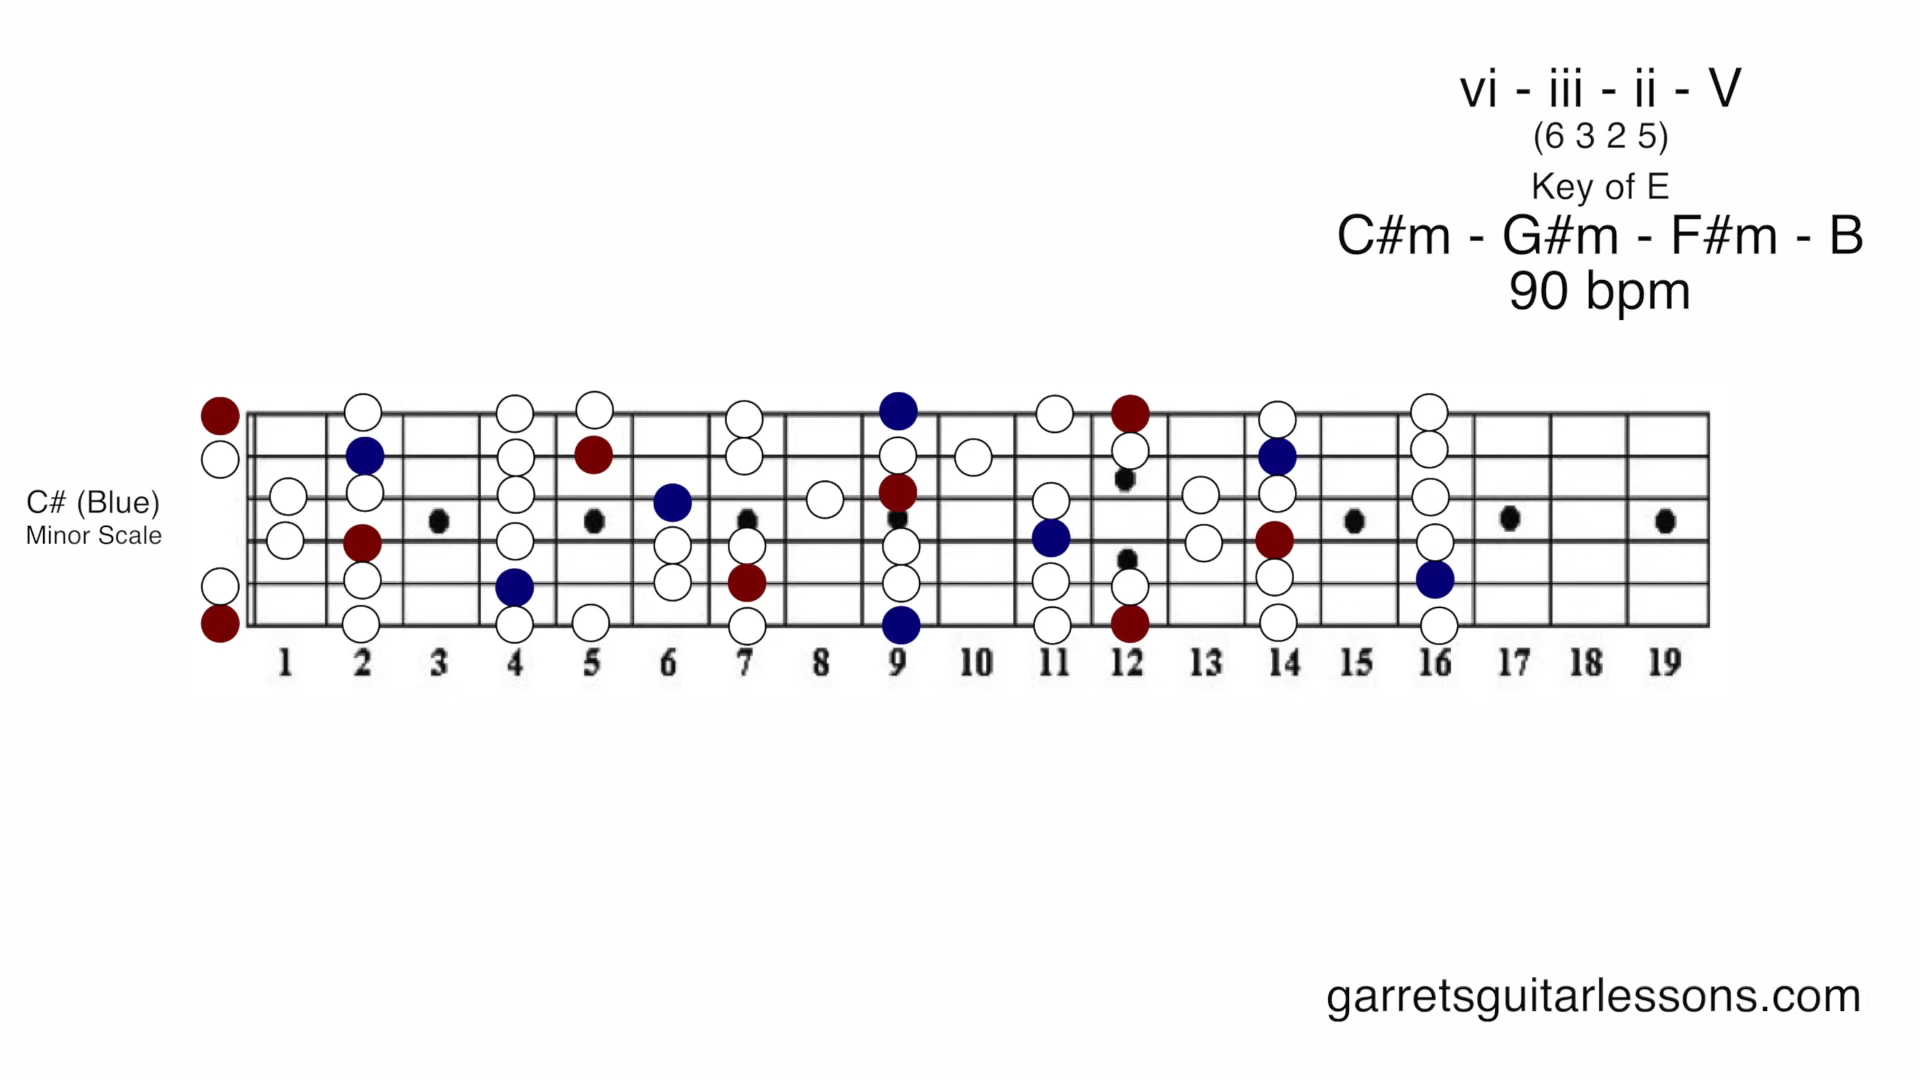 vi - iii - ii - V
(6 3 2 5)
Key of E
C#m - G#m - F#m - B
90 bpm
C# (Blue)
Minor Scale
1 2 3 4 5 6 7 8 9 10 11 12 13 14 15 16 17 18 19
garretsguitarlessons.com